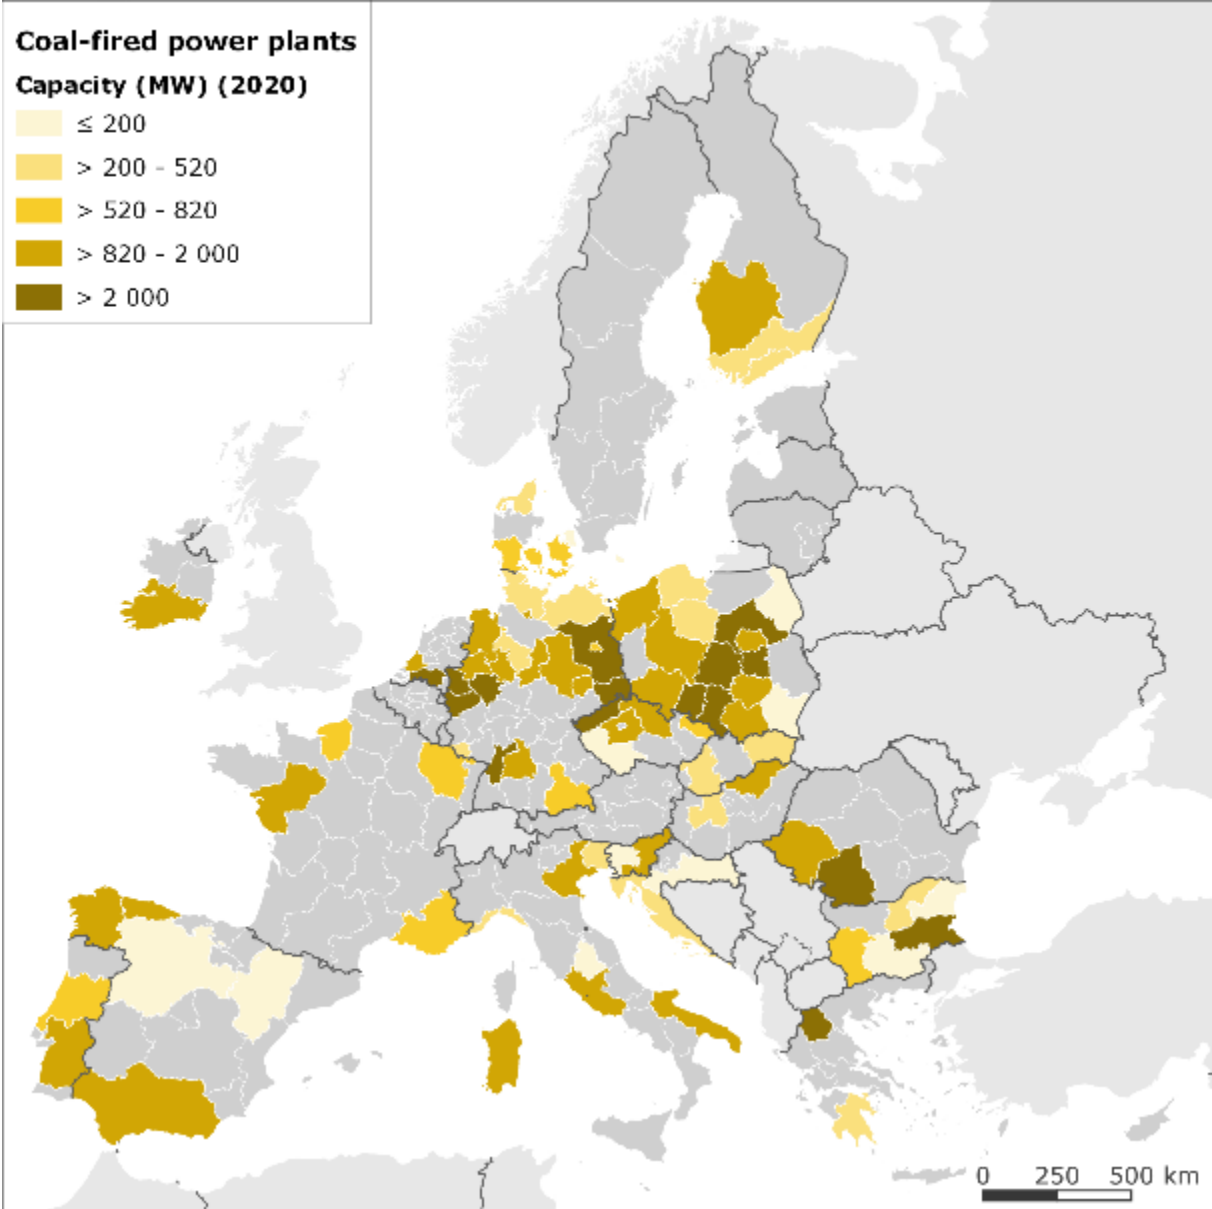 Coal-fired power plants
Capacity (MW) (2020)
≤ 200
> 200 - 520
> 520 - 820
> 820 - 2 000
> 2 000
0 250 500 km